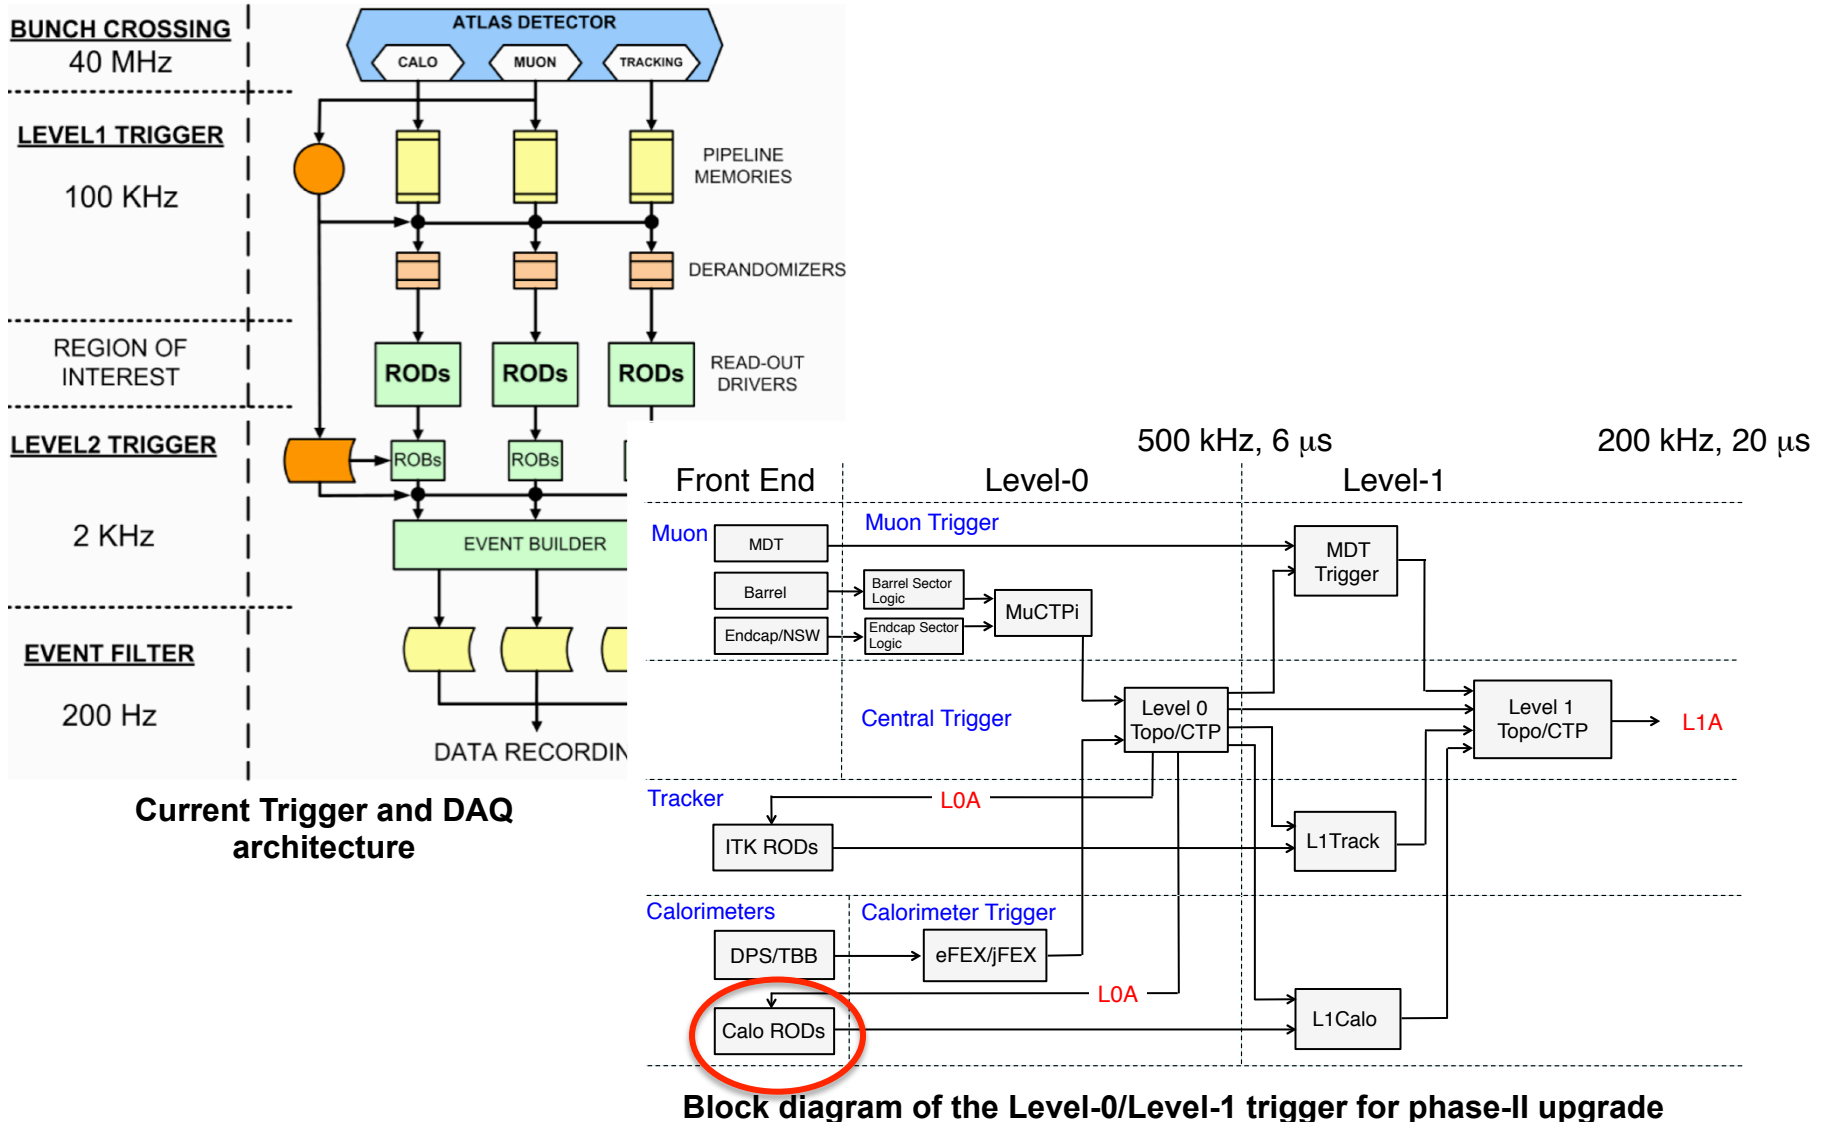 BUNCH CROSSING
40 MHz
LEVEL1 TRIGGER
100 KHz
REGION OF
INTEREST
LEVEL2 TRIGGER
2 KHz
EVENT FILTER
200 Hz
ATLAS DETECTOR
CALO
MUON
TRACKING
PIPELINE
MEMORIES
DERANDOMIZERS
RODs
RODs
RODs
READ-OUT
DRIVERS
ROBs
ROBs
EVENT BUILDER
DATA RECORDIN
Current Trigger and DAQ
architecture
500 kHz, 6 μs
200 kHz, 20 μs
Front End
Level-0
Level-1
Muon
Muon Trigger
MDT
MDT
Trigger
Barrel
Barrel Sector
Logic
MuCTPi
Endcap/NSW
Endcap Sector
Logic
Central Trigger
Level 0
Topo/CTP
Level 1
Topo/CTP
L1A
Tracker
L0A
ITK RODs
L1Track
Calorimeters
Calorimeter Trigger
DPS/TBB
eFEX/jFEX
L0A
Calo RODs
L1Calo
Block diagram of the Level-0/Level-1 trigger for phase-II upgrade